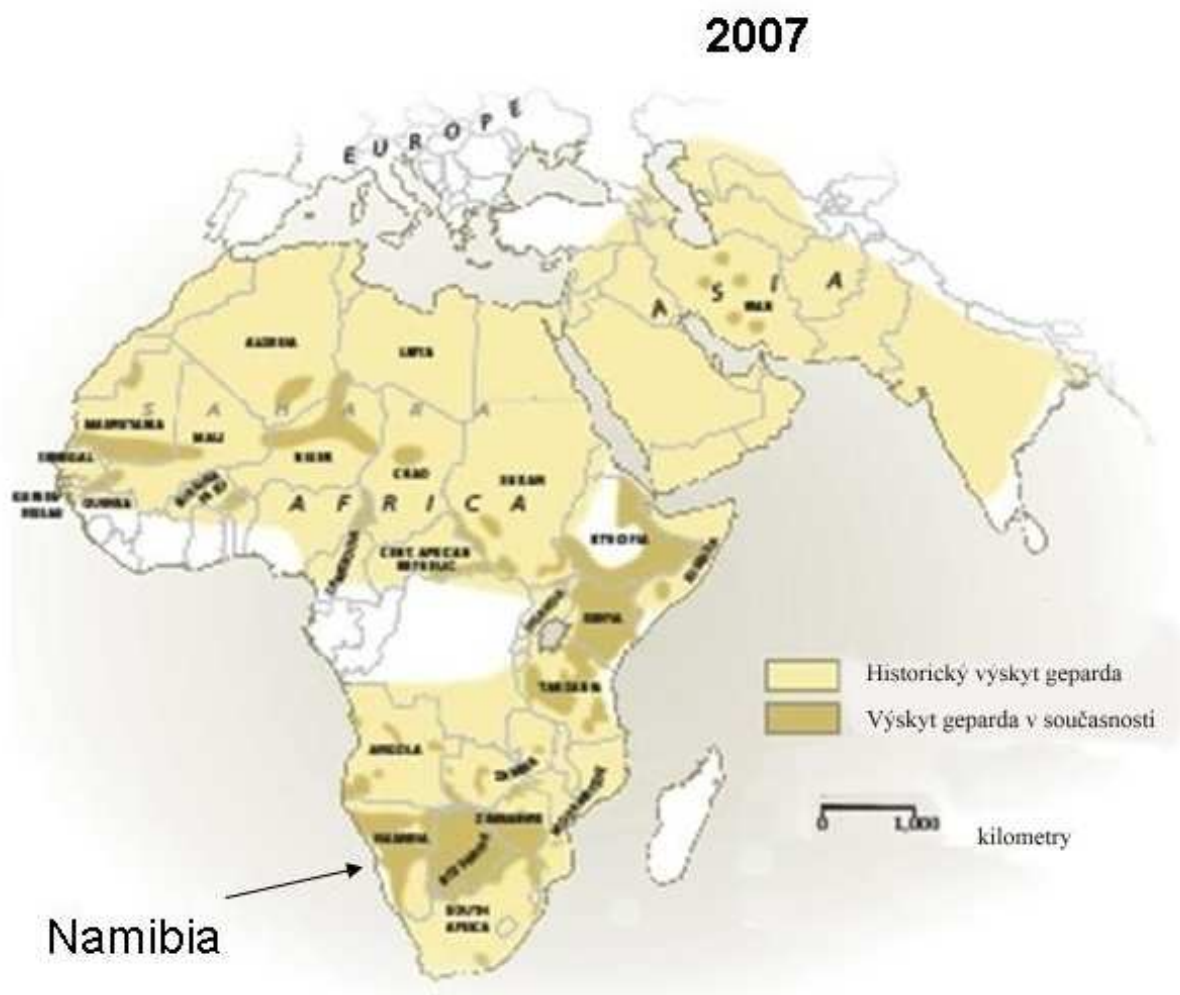 2007
EUROPE
ASIA
IRAN
ALGERIA
LIBYA
SAHARA
MAURITANIA
MALI
NIGER
CHAD
SUDAN
SENEGAL
GUINEA
AFRICA
ETHIOPIA
SOMALIA
CAMEROON
CENT. AFRICAN
REPUBLIC
UGANDA
KENYA
TANZANIA
ANGOLA
ZAMBIA
MOZAMBIQUE
ZIMBABWE
NAMIBIA
BOTSWANA
SOUTH
AFRICA
Historický výskyt geparda
Výskyt geparda v současnosti
0 1,000
kilometry
Namibia